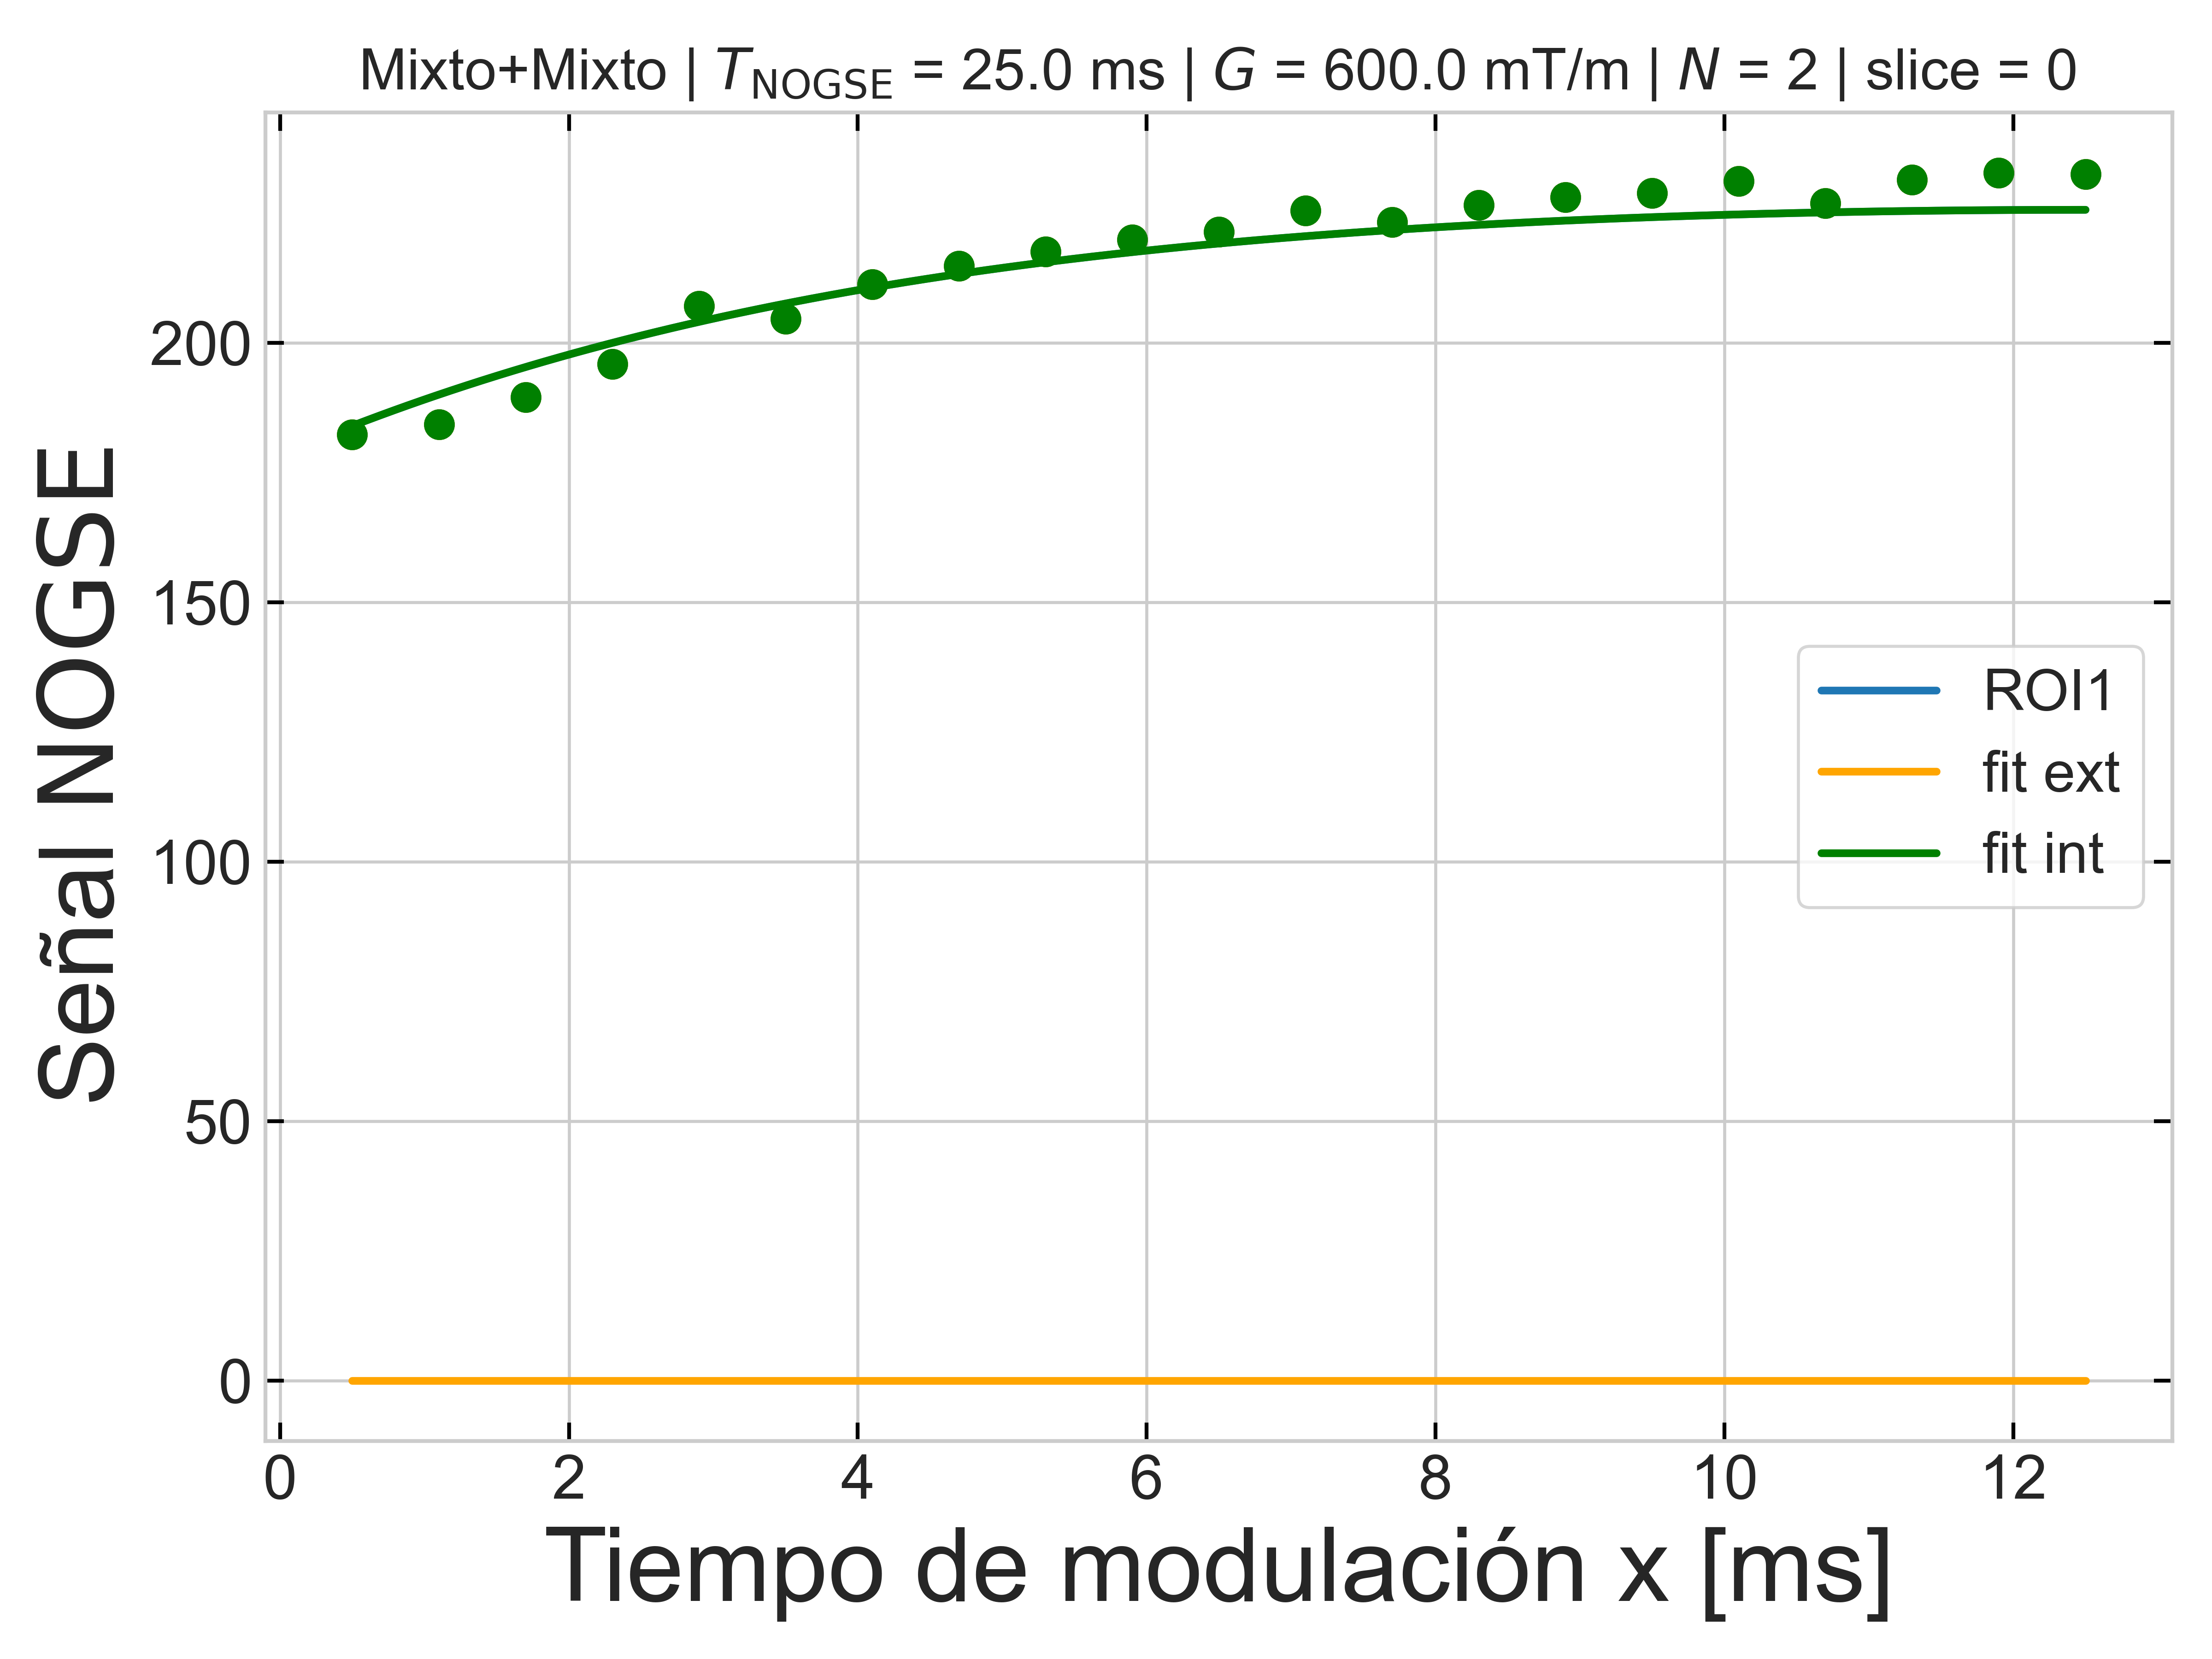 Mixto+Mixto | T_NOGSE = 25.0 ms | G = 600.0 mT/m | N = 2 | slice = 0
Señal NOGSE
200
150
100
50
0
ROI1
fit ext
fit int
0 2 4 6 8 10 12
Tiempo de modulación x [ms]